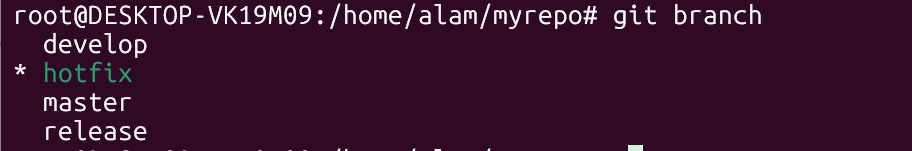 root@DESKTOP-VK19M09:/home/alam/myrepo# git branch
  develop
* hotfix
  master
  release